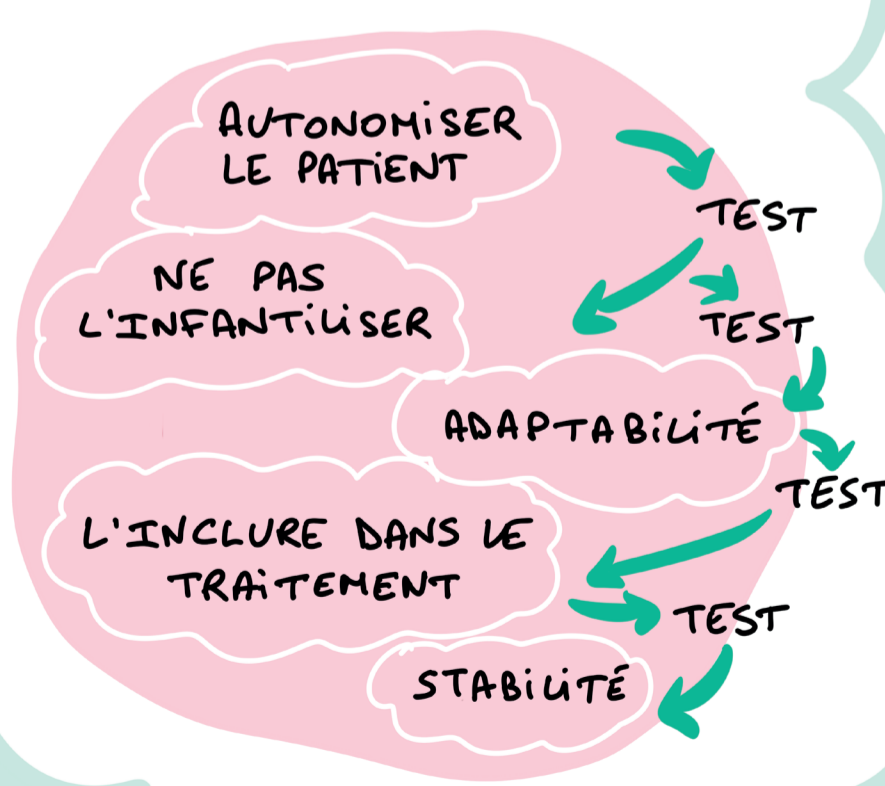 AUTONOMISER
LE PATIENT
TEST
NE PAS
L'INFANTILISER
TEST
ADAPTABILITÉ
TEST
L'INCLURE DANS LE
TRAITEMENT
TEST
STABILITÉ